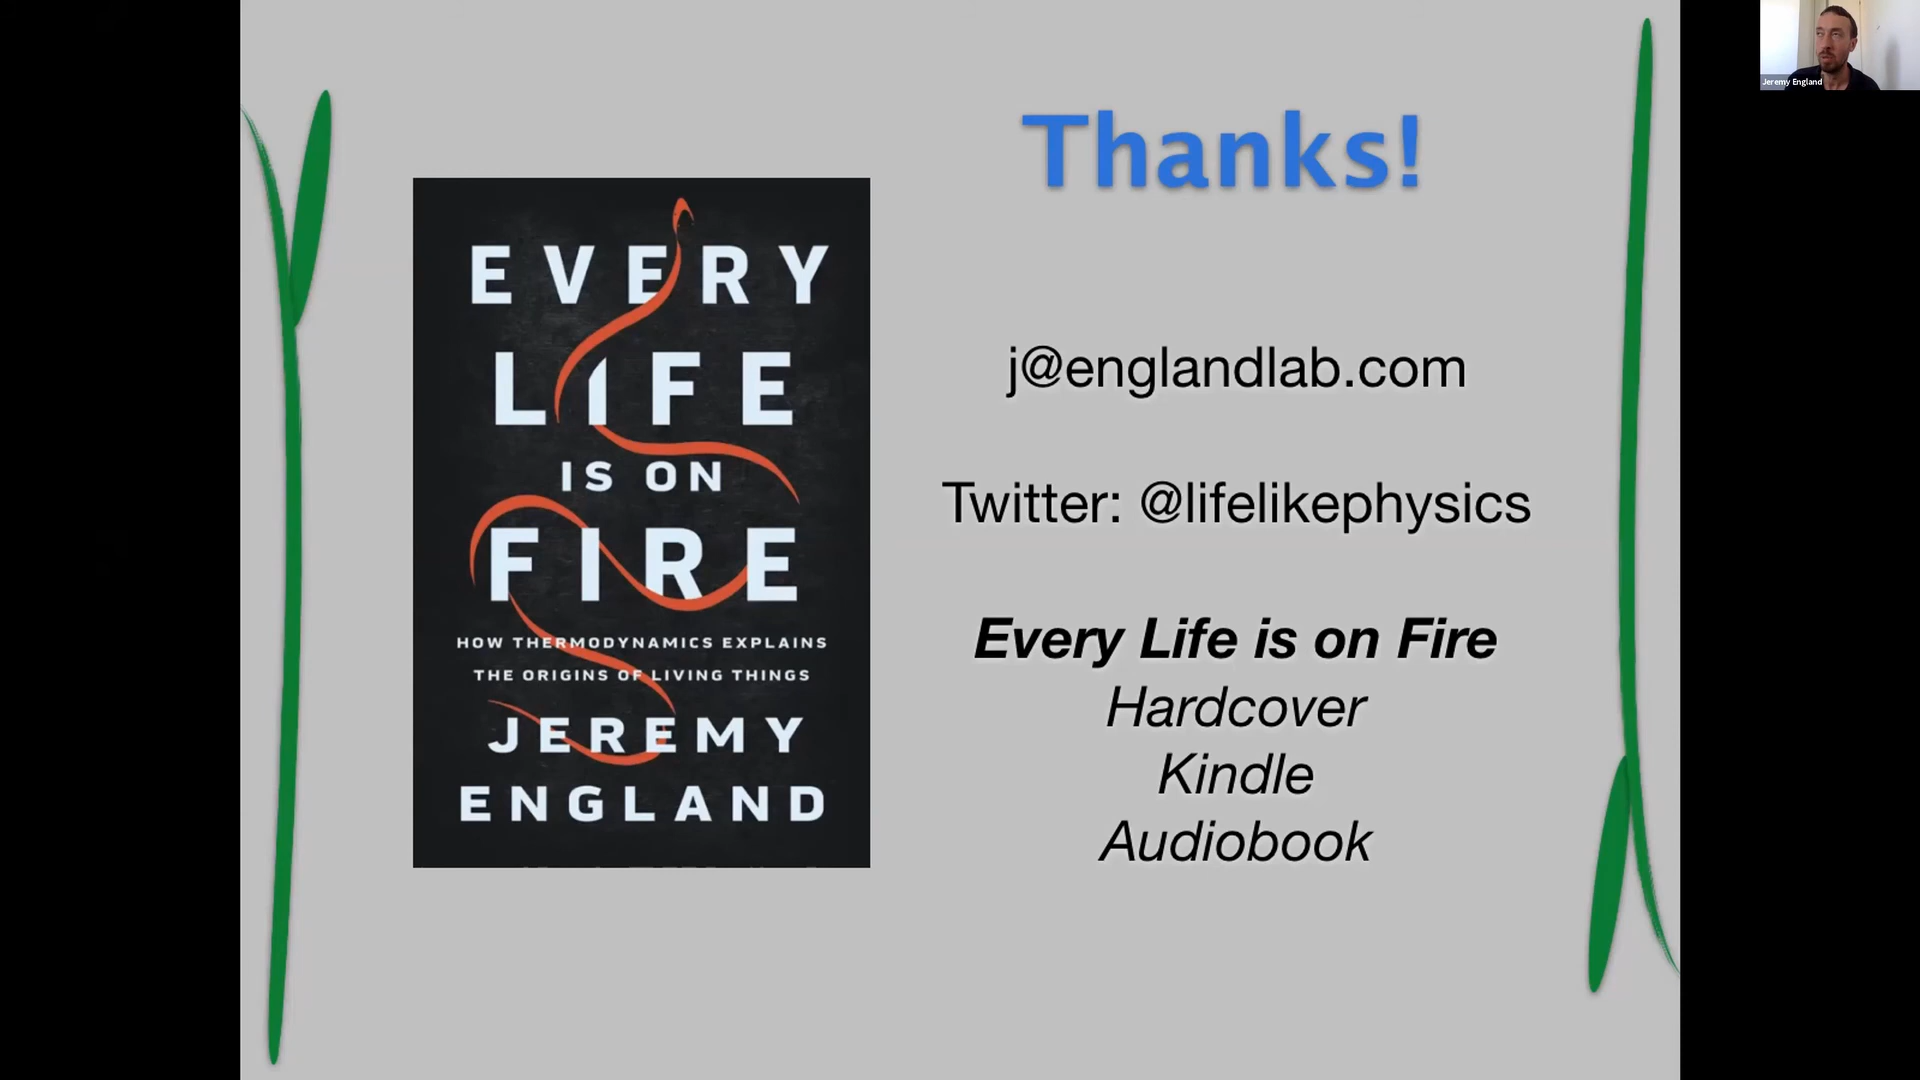 Jeremy England
Thanks!
EVERY
LIFE
IS ON
FIRE
HOW THERMODYNAMICS EXPLAINS
THE ORIGINS OF LIVING THINGS
JEREMY
ENGLAND
j@englandlab.com
Twitter: @lifelikephysics
Every Life is on Fire
Hardcover
Kindle
Audiobook